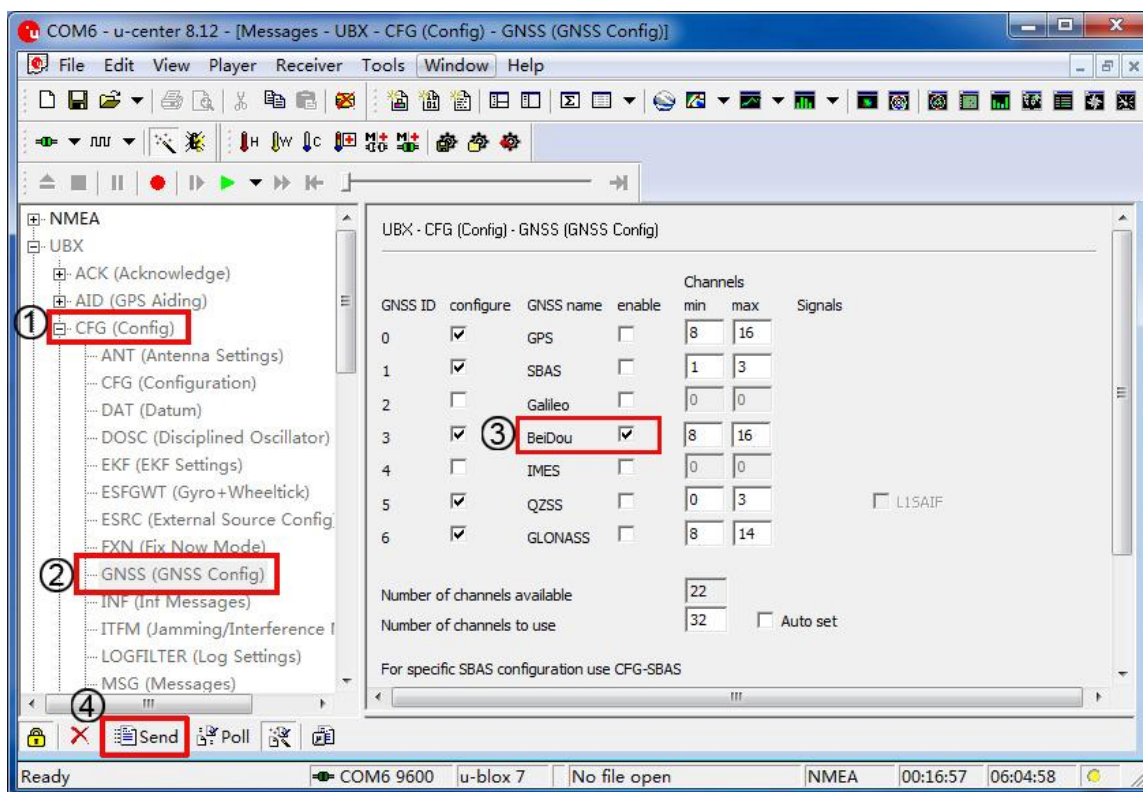 COM6 - u-center 8.12 - [Messages - UBX - CFG (Config) - GNSS (GNSS Config)]
File Edit View Player Receiver Tools Window Help
NMEA
UBX
ACK (Acknowledge)
AID (GPS Aiding)
① CFG (Config)
ANT (Antenna Settings)
CFG (Configuration)
DAT (Datum)
DOSC (Disciplined Oscillator)
EKF (EKF Settings)
ESFGWT (Gyro+Wheeltick)
ESRC (External Source Config
FXN (Fix Now Mode)
② GNSS (GNSS Config)
INF (Inf Messages)
ITFM (Jamming/Interference
LOGFILTER (Log Settings)
MSG (Messages)
UBX - CFG (Config) - GNSS (GNSS Config)
Channels
GNSS ID configure GNSS name enable min max Signals
0 GPS 8 16
1 SBAS 1 3
2 Galileo 0 0
3 ③ BeiDou 8 16
4 IMES 0 0
5 QZSS 0 3 L1SAIF
6 GLONASS 8 14
Number of channels available 22
Number of channels to use 32 Auto set
For specific SBAS configuration use CFG-SBAS
④ Send Poll
Ready COM6 9600 u-blox 7 No file open NMEA 00:16:57 06:04:58